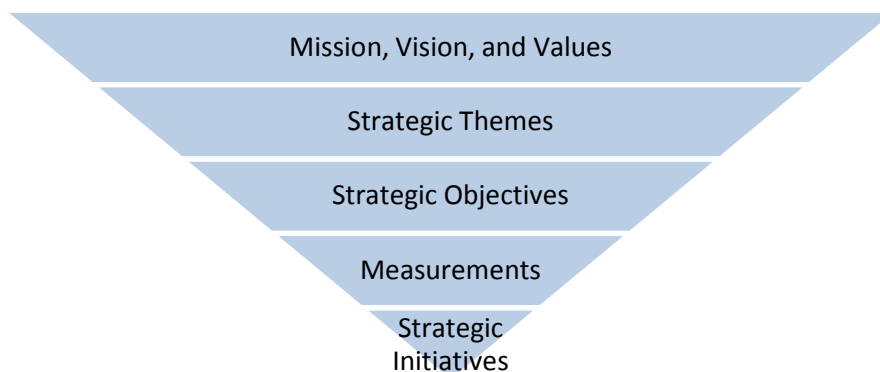 Mission, Vision, and Values
Strategic Themes
Strategic Objectives
Measurements
Strategic
Initiatives